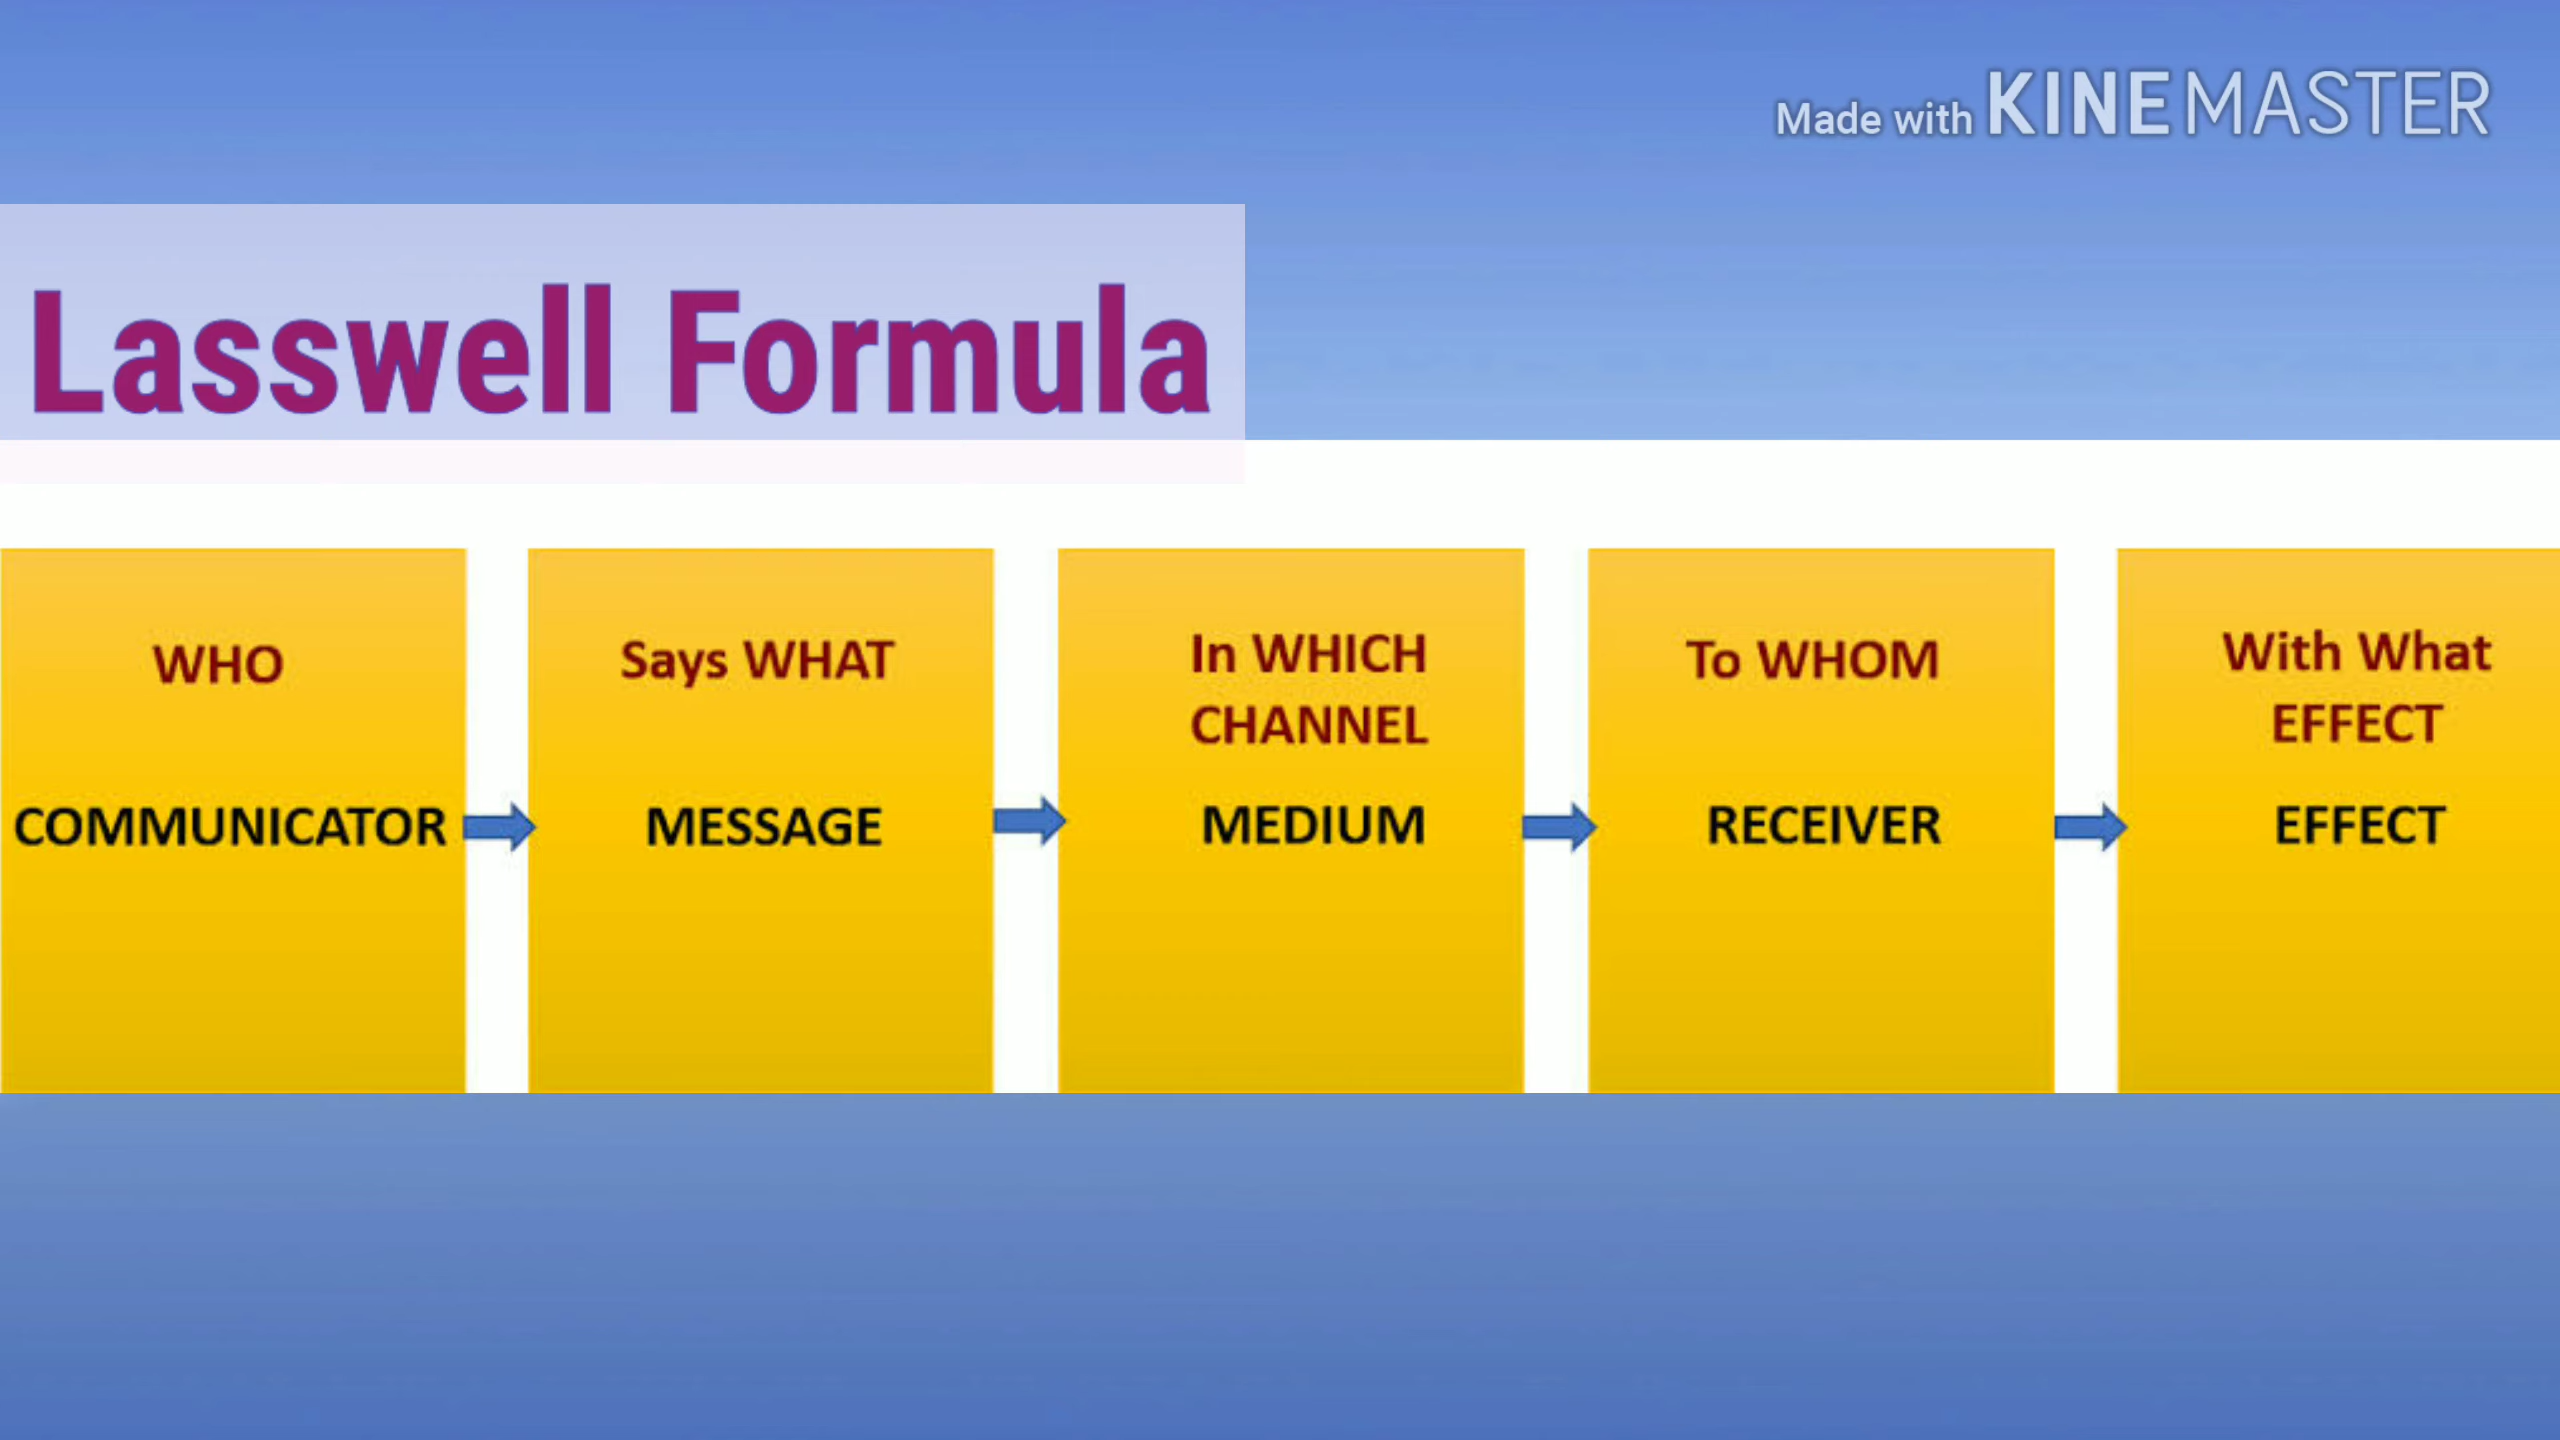 Made with KINEMASTER
Lasswell Formula
WHO
COMMUNICATOR
Says WHAT
MESSAGE
In WHICH
CHANNEL
MEDIUM
To WHOM
RECEIVER
With What
EFFECT
EFFECT